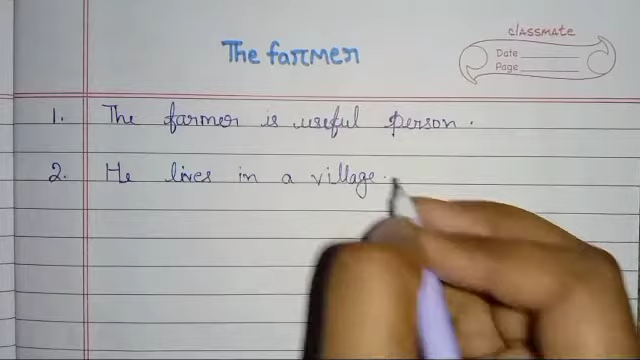 classmate
The farmer
Date
Page
1. The farmer is useful person.
2. He lives in a village.